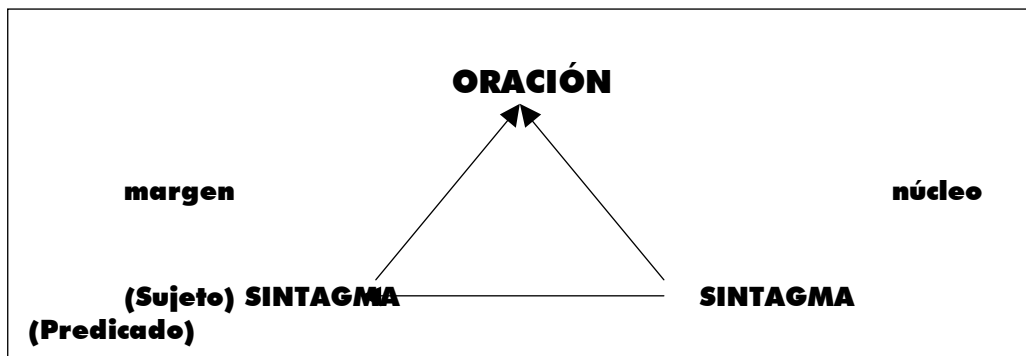 ORACIÓN
margen núcleo
(Sujeto) SINTAGMA SINTAGMA
(Predicado)